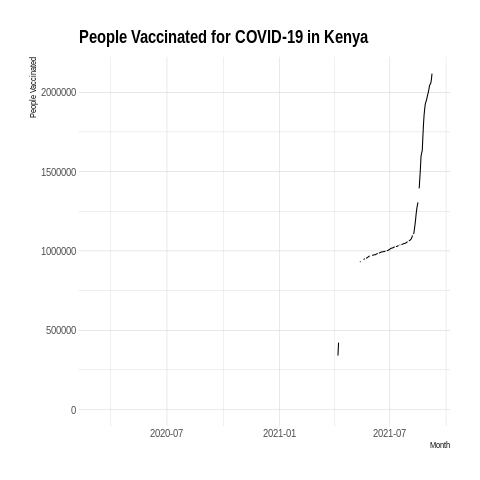 People Vaccinated for COVID-19 in Kenya
People Vaccinated
2000000
1500000
1000000
500000
0
2020-07 2021-01 2021-07
Month